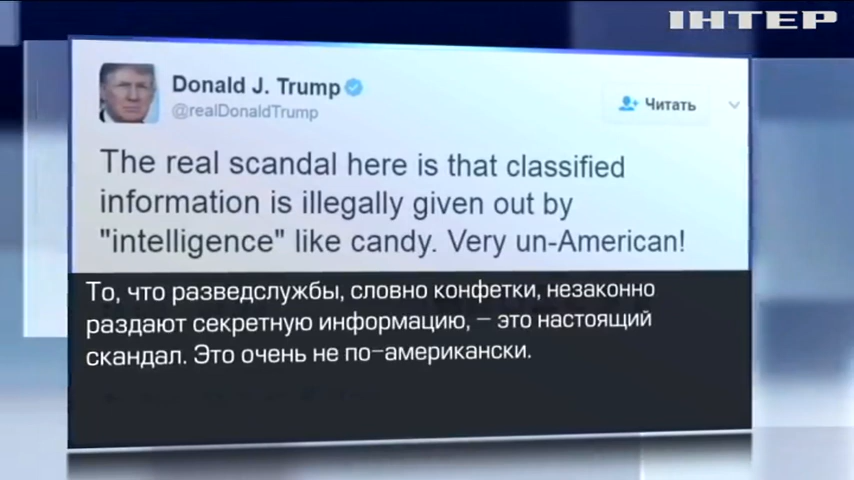 ІНТЕР
Donald J. Trump
@realDonaldTrump
Читать
The real scandal here is that classified
information is illegally given out by
"intelligence" like candy. Very un-American!
То, что разведслужбы, словно конфетки, незаконно
раздают секретную информацию, – это настоящий
скандал. Это очень не по-американски.